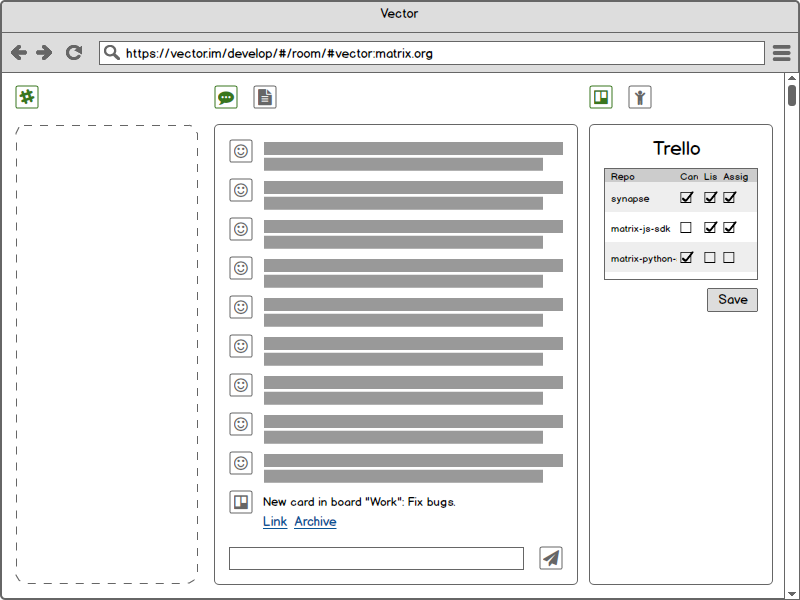 Vector
https://vector.im/develop/#/room/#vector:matrix.org
Trello
Repo Car Lis Assig
synapse
matrix-js-sdk
matrix-python-
Save
New card in board "Work": Fix bugs.
Link Archive